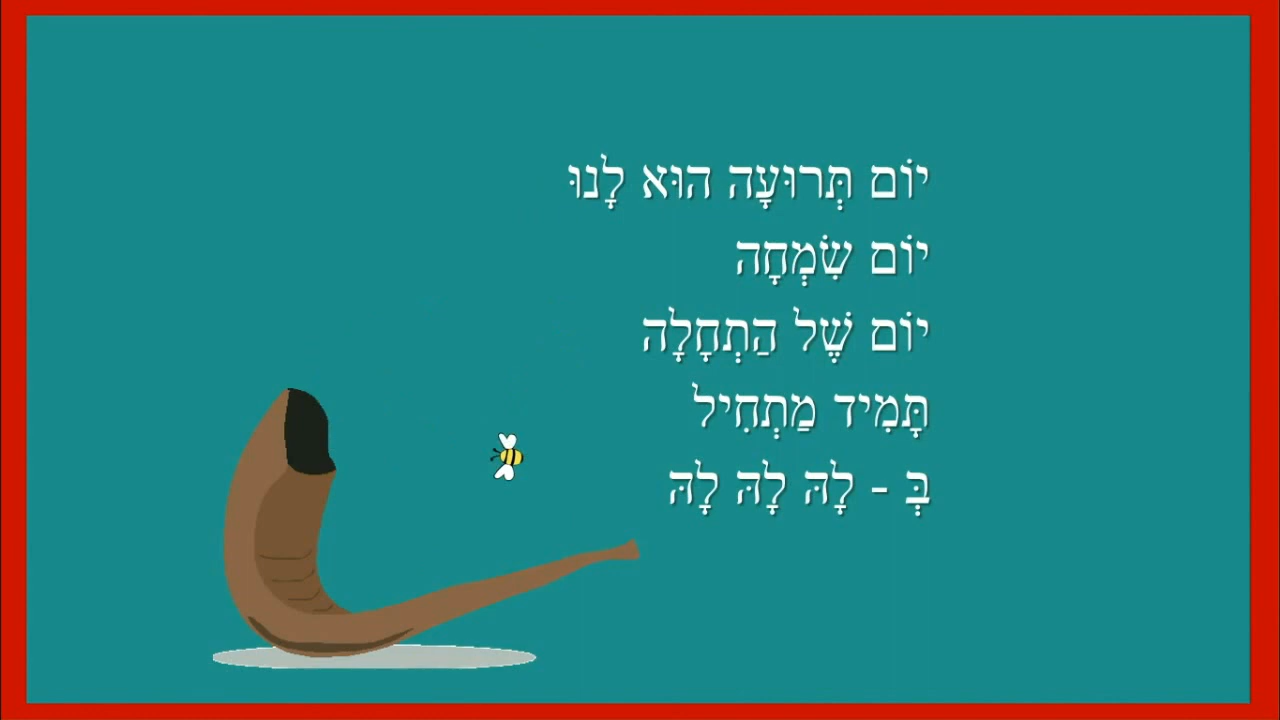 יוֹם תְּרוּעָה הוּא לָנוּ
יוֹם שִׂמְחָה
יוֹם שֶׁל הַתְחָלָה
תָּמִיד מַתְחִיל
בְּ - לָהּ לָהּ לָהּ